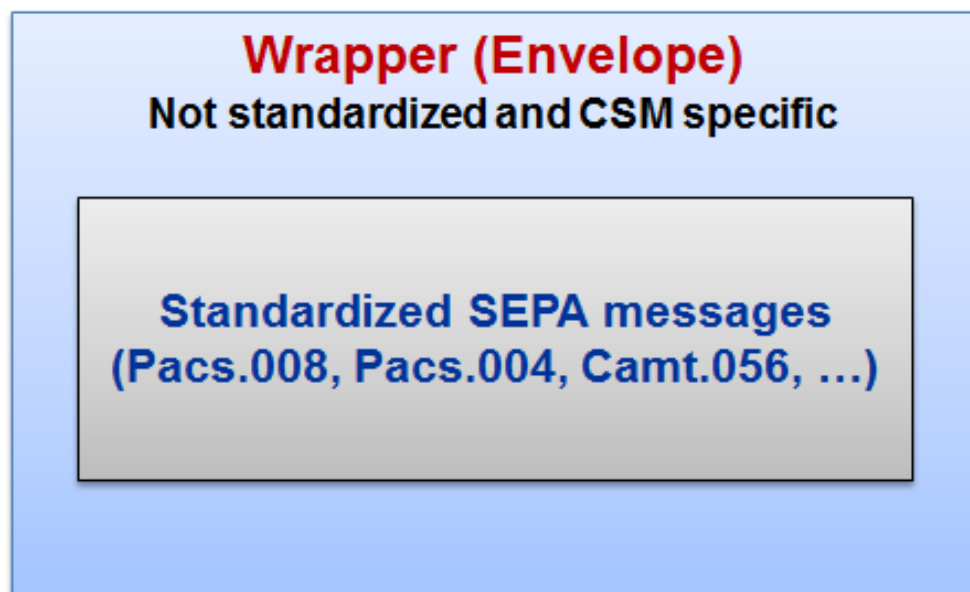 Wrapper (Envelope)
Not standardized and CSM specific
Standardized SEPA messages
(Pacs.008, Pacs.004, Camt.056, …)